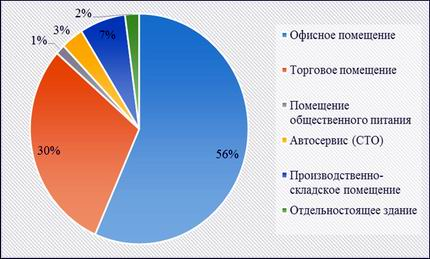 2%
3%
7%
1%
30%
56%
Офисное помещение
Торговое помещение
Помещение
общественного питания
Автосервис (СТО)
Производственно-
складское помещение
Отдельностоящее здание